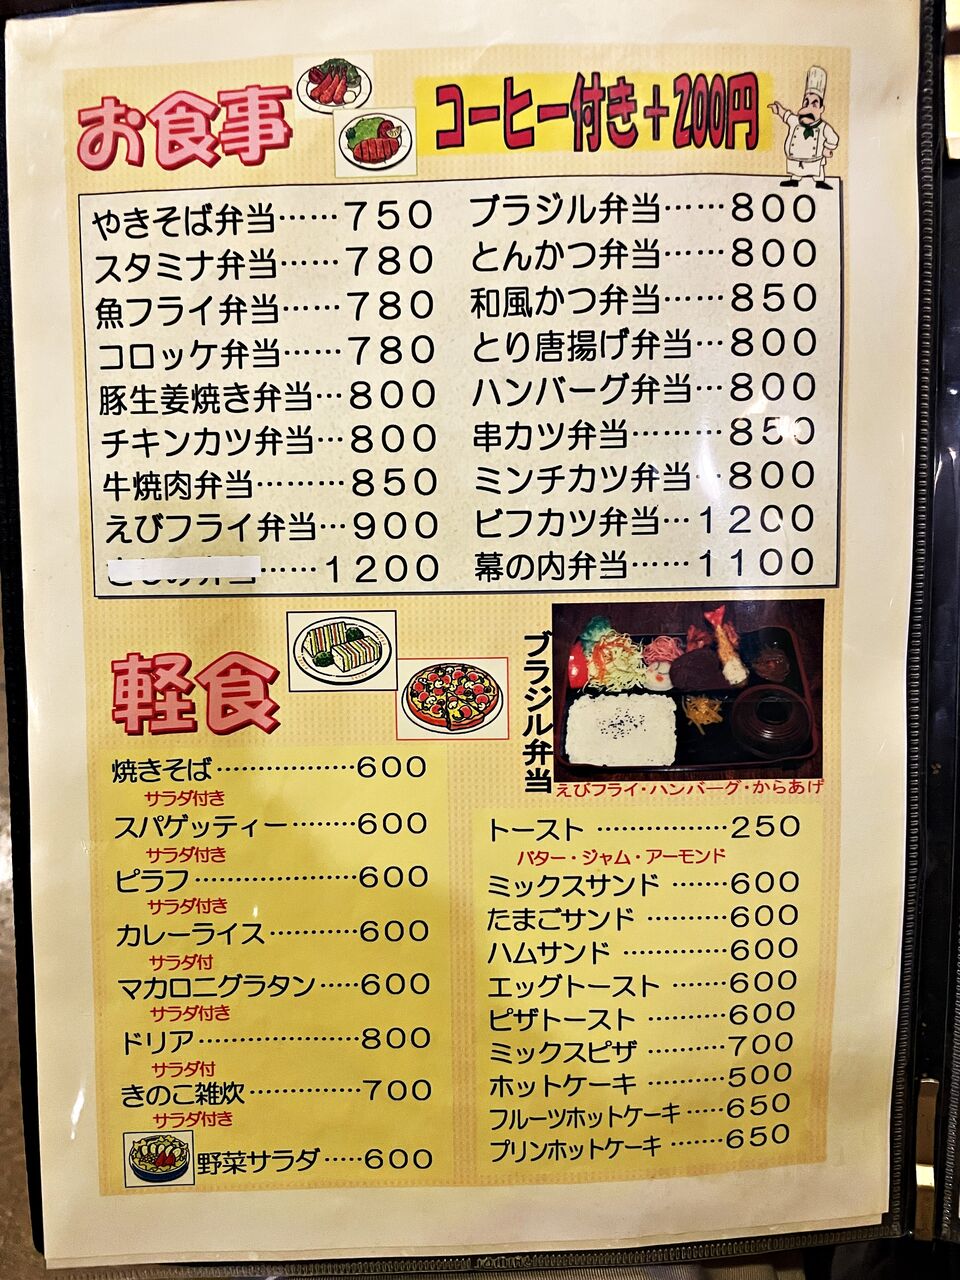 お食事
コーヒー付き+200円
やきそば弁当……750
スタミナ弁当……780
魚フライ弁当……780
コロッケ弁当……780
豚生姜焼き弁当…800
チキンカツ弁当…800
牛焼肉弁当………850
えびフライ弁当…900
……1200
ブラジル弁当……800
とんかつ弁当……800
和風かつ弁当……850
とり唐揚げ弁当…800
ハンバーグ弁当…800
串カツ弁当………850
ミンチカツ弁当…800
ビフカツ弁当…1200
幕の内弁当……1100
軽食
焼きそば………………600
サラダ付き
スパゲッティー………600
サラダ付き
ピラフ…………………600
サラダ付き
カレーライス…………600
サラダ付
マカロニグラタン……600
サラダ付き
ドリア…………………800
サラダ付
きのこ雑炊……………700
サラダ付き
野菜サラダ……600
ブラジル弁当
えびフライ・ハンバーグ・からあげ
トースト ………………250
バター・ジャム・アーモンド
ミックスサンド ………600
たまごサンド …………600
ハムサンド ……………600
エッグトースト ………600
ピザトースト …………600
ミックスピザ …………700
ホットケーキ …………500
フルーツホットケーキ……650
プリンホットケーキ ………650